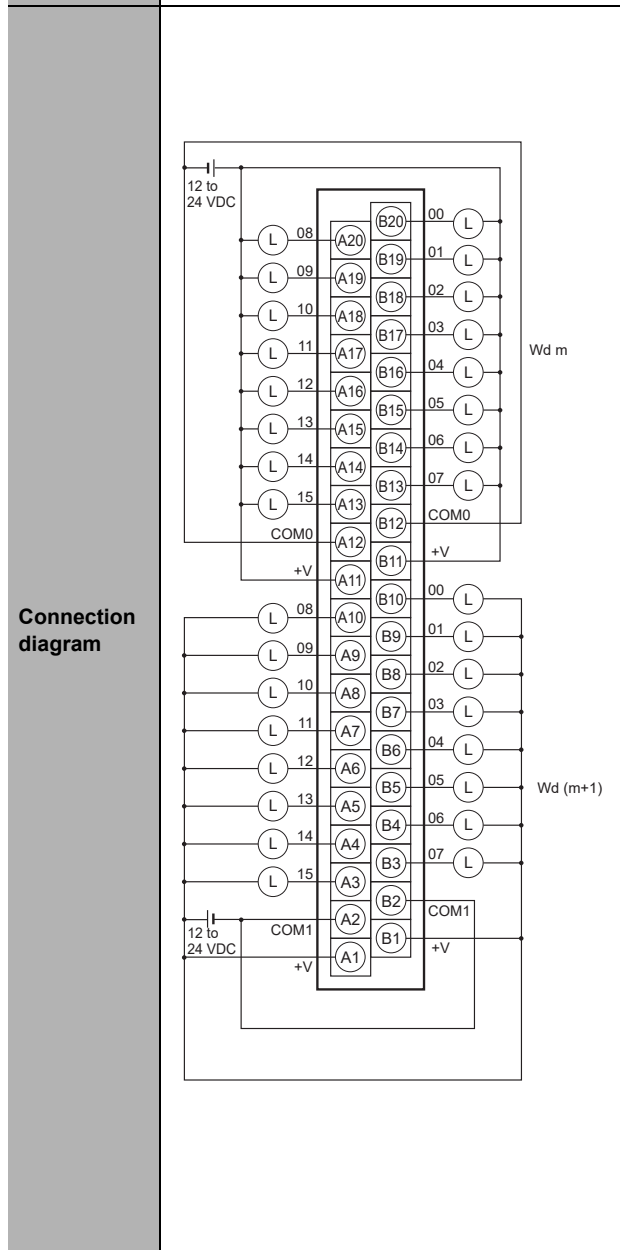 Connection
diagram
12 to
24 VDC
08 L A20 B20 00 L
09 L A19 B19 01 L
10 L A18 B18 02 L
11 L A17 B17 03 L
Wd m
12 L A16 B16 04 L
13 L A15 B15 05 L
14 L A14 B14 06 L
15 L A13 B13 07 L
COM0 A12 B12 COM0
+V A11 B11 +V
08 L A10 B10 00 L
09 L A9 B9 01 L
10 L A8 B8 02 L
11 L A7 B7 03 L
12 L A6 B6 04 L
13 L A5 B5 05 L
Wd (m+1)
14 L A4 B4 06 L
15 L A3 B3 07 L
12 to
24 VDC
COM1 A2 B2 COM1
+V A1 B1 +V